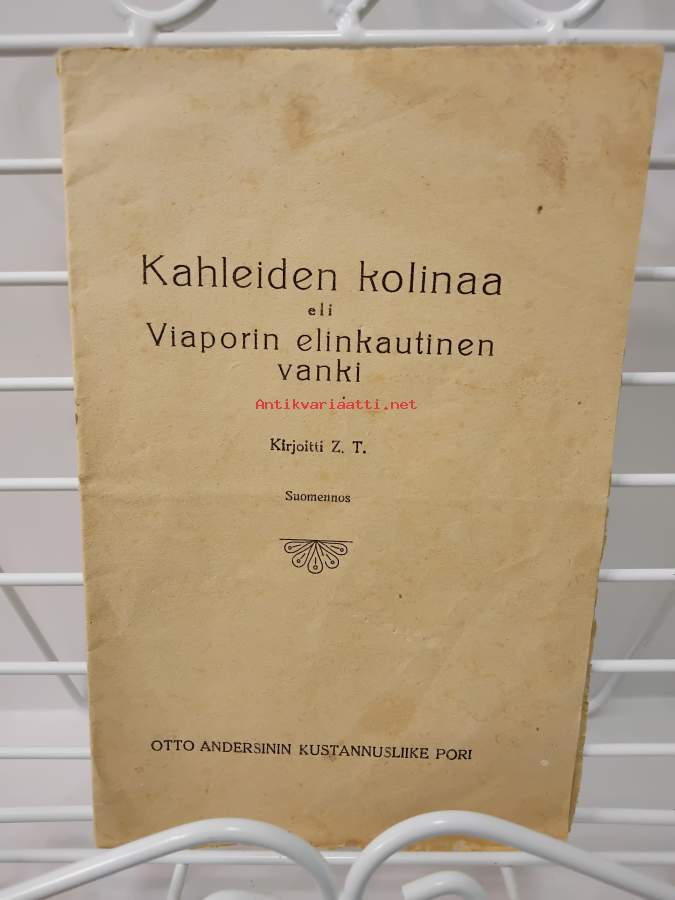 Kahleiden kolinaa
eli
Viaporin elinkautinen
vanki
Antikvariaatti.net
Kirjoitti Z. T.
Suomennos
OTTO ANDERSININ KUSTANNUSLIIKE PORI